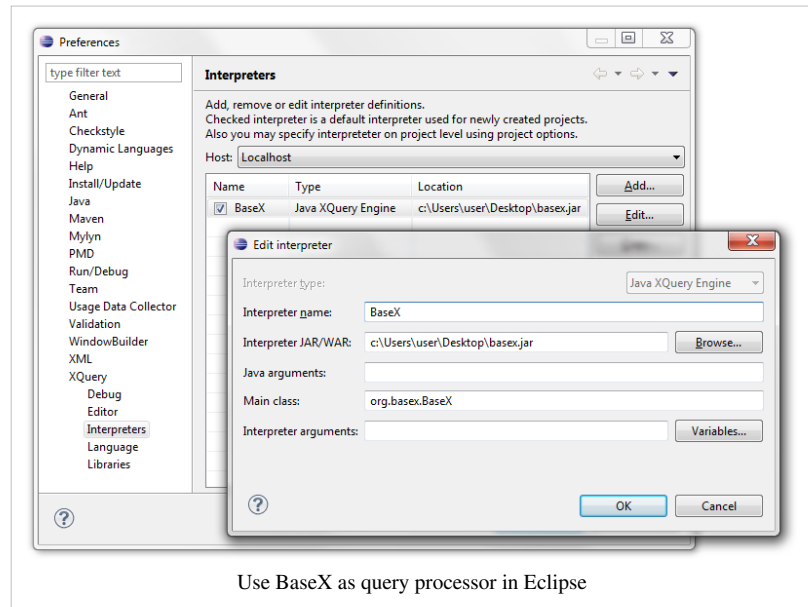 Preferences
type filter text
General
Ant
Checkstyle
Dynamic Languages
Help
Install/Update
Java
Maven
Mylyn
PMD
Run/Debug
Team
Usage Data Collector
Validation
WindowBuilder
XML
XQuery
Debug
Editor
Interpreters
Language
Libraries
Interpreters
Add, remove or edit interpreter definitions.
Checked interpreter is a default interpreter used for newly created projects.
Also you may specify interpreteter on project level using project options.
Host: Localhost
Name Type Location
BaseX Java XQuery Engine c:\Users\user\Desktop\basex.jar
Add...
Edit...
Edit interpreter
Interpreter type: Java XQuery Engine
Interpreter name: BaseX
Interpreter JAR/WAR: c:\Users\user\Desktop\basex.jar Browse...
Java arguments:
Main class: org.basex.BaseX
Interpreter arguments: Variables...
OK Cancel
Use BaseX as query processor in Eclipse